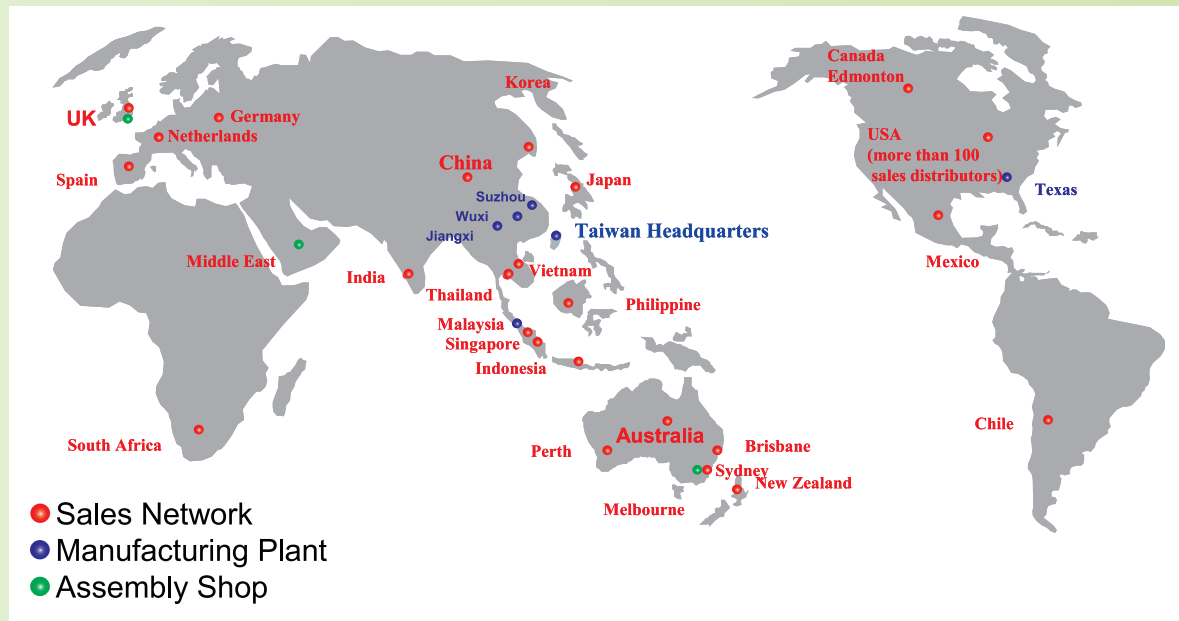 Korea
Canada
Edmonton
UK
Germany
Netherlands
USA
(more than 100
sales distributors)
China
Spain
Japan
Texas
Suzhou
Wuxi
Jiangxi
Taiwan Headquarters
Middle East
India
Vietnam
Mexico
Thailand
Philippine
Malaysia
Singapore
Indonesia
Chile
South Africa
Perth
Australia
Brisbane
Sydney
New Zealand
Melbourne
Sales Network
Manufacturing Plant
Assembly Shop